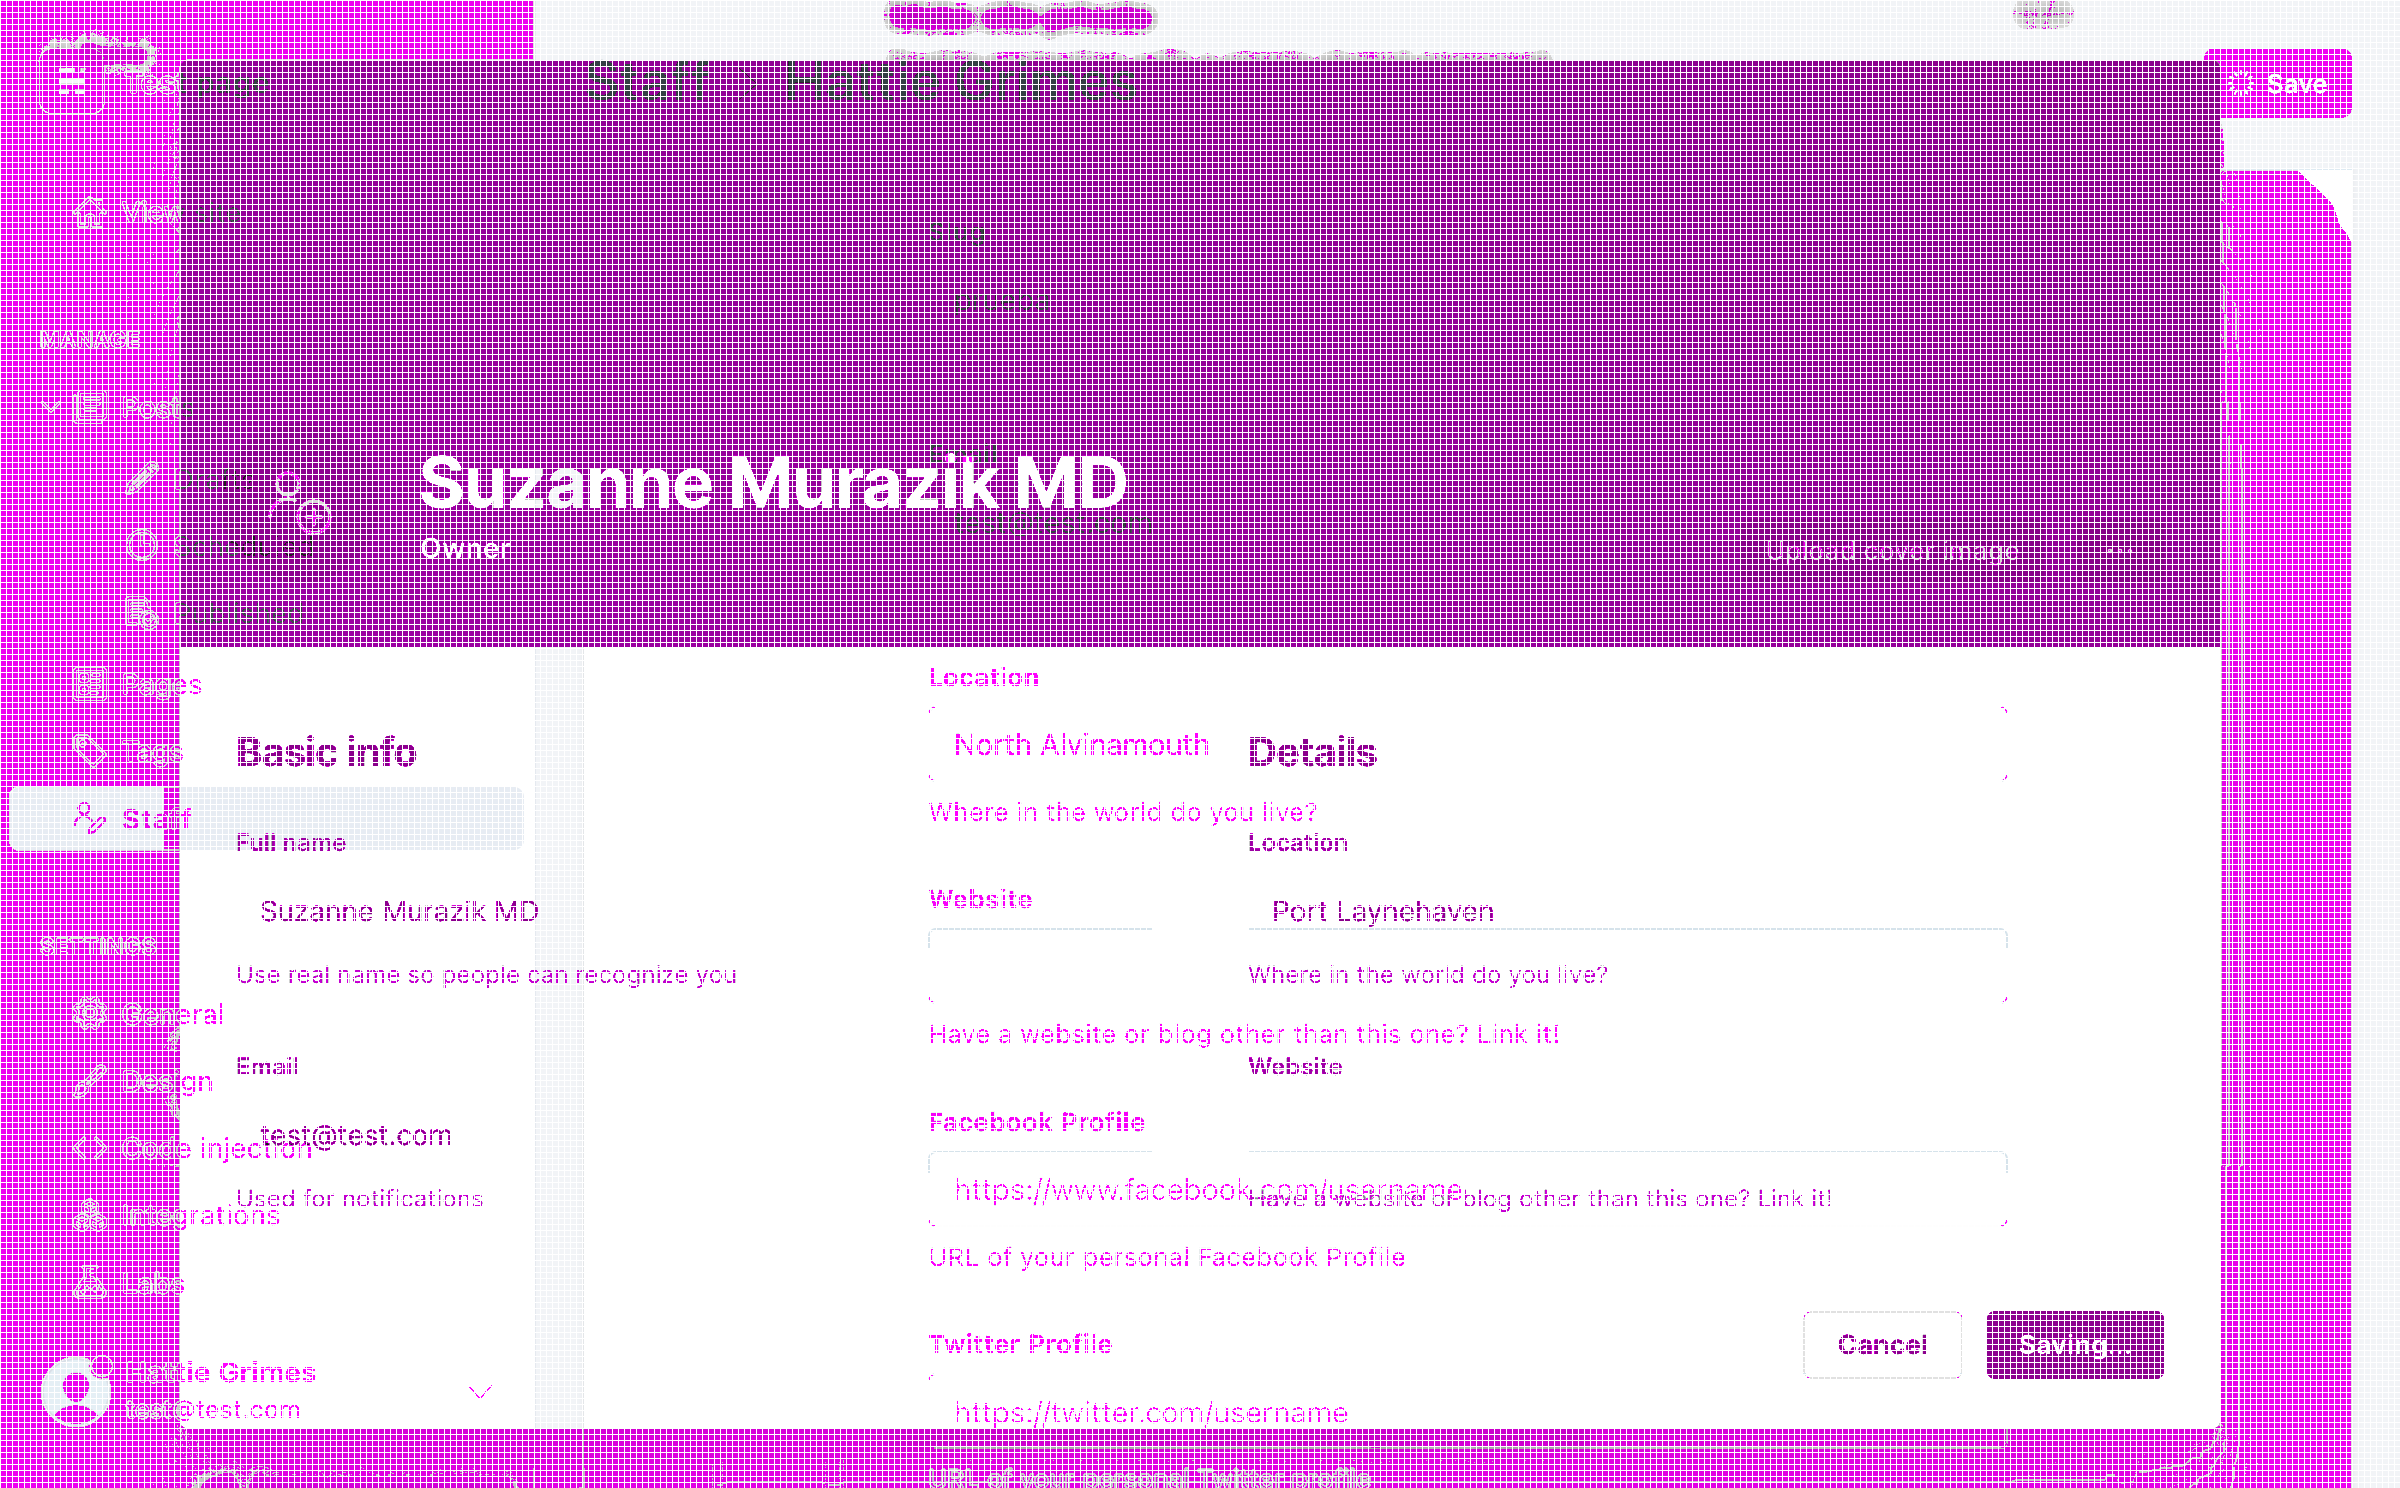 Save
Staff
Hattie Grimes
View
MANAGE
Post
Suzanne Murazik MD
Owner
Upload cover image
Pages
Location
Tags
Basic info
North Alvinamouth
Details
Staff
Where in the world do you live?
Full name
Location
Suzanne Murazik MD
Website
Port Laynehaven
SETTINGS
Use real name so people can recognize you
Where in the world do you live?
General
Have a website or blog other than this one? Link it!
Email
Website
Design
Facebook Profile
test@test.com
Code injection
https://www.facebook.com/username
Used for notifications
Have a website or blog other than this one? Link it!
Integrations
URL of your personal Facebook Profile
Labs
Twitter Profile
Cancel
Saving...
Hattie Grimes
test@test.com
https://twitter.com/username
URL of your personal Twitter profile